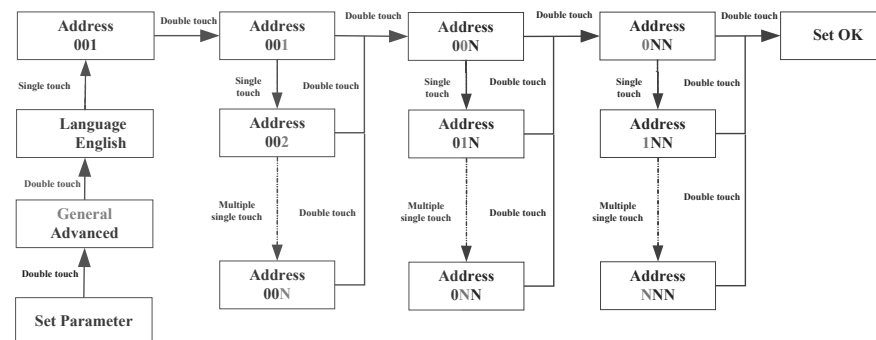 Address
001
Double touch
Address
001
Double touch
Address
00N
Double touch
Address
0NN
Double touch
Set OK
Single touch
Language
English
Double touch
General
Advanced
Double touch
Set Parameter
Single
touch
Double touch
Address
002
Multiple
single touch
Double touch
Address
00N
Single
touch
Double touch
Address
01N
Multiple
single touch
Double touch
Address
0NN
Single
touch
Double touch
Address
1NN
Multiple
single touch
Double touch
Address
NNN